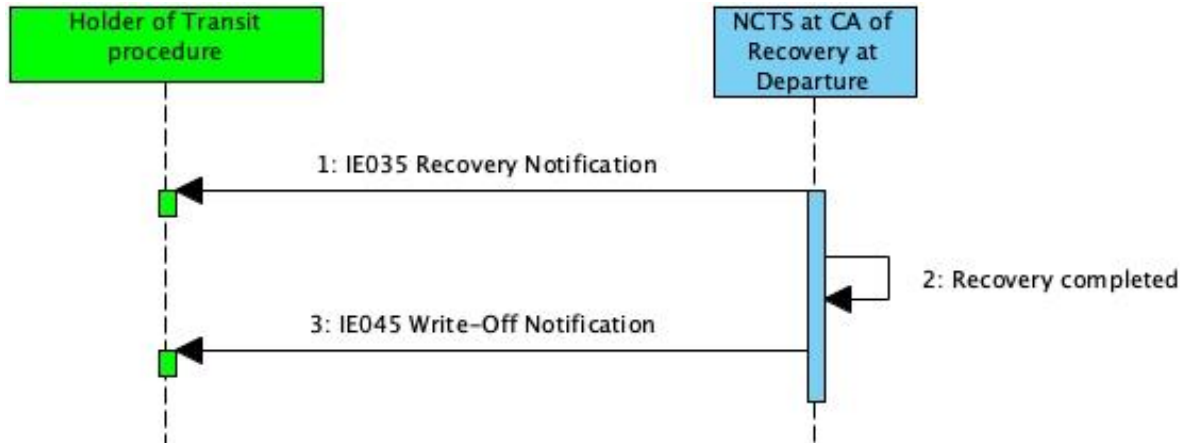 Holder of Transit
procedure
NCTS at CA of
Recovery at
Departure
1: IE035 Recovery Notification
2: Recovery completed
3: IE045 Write-Off Notification